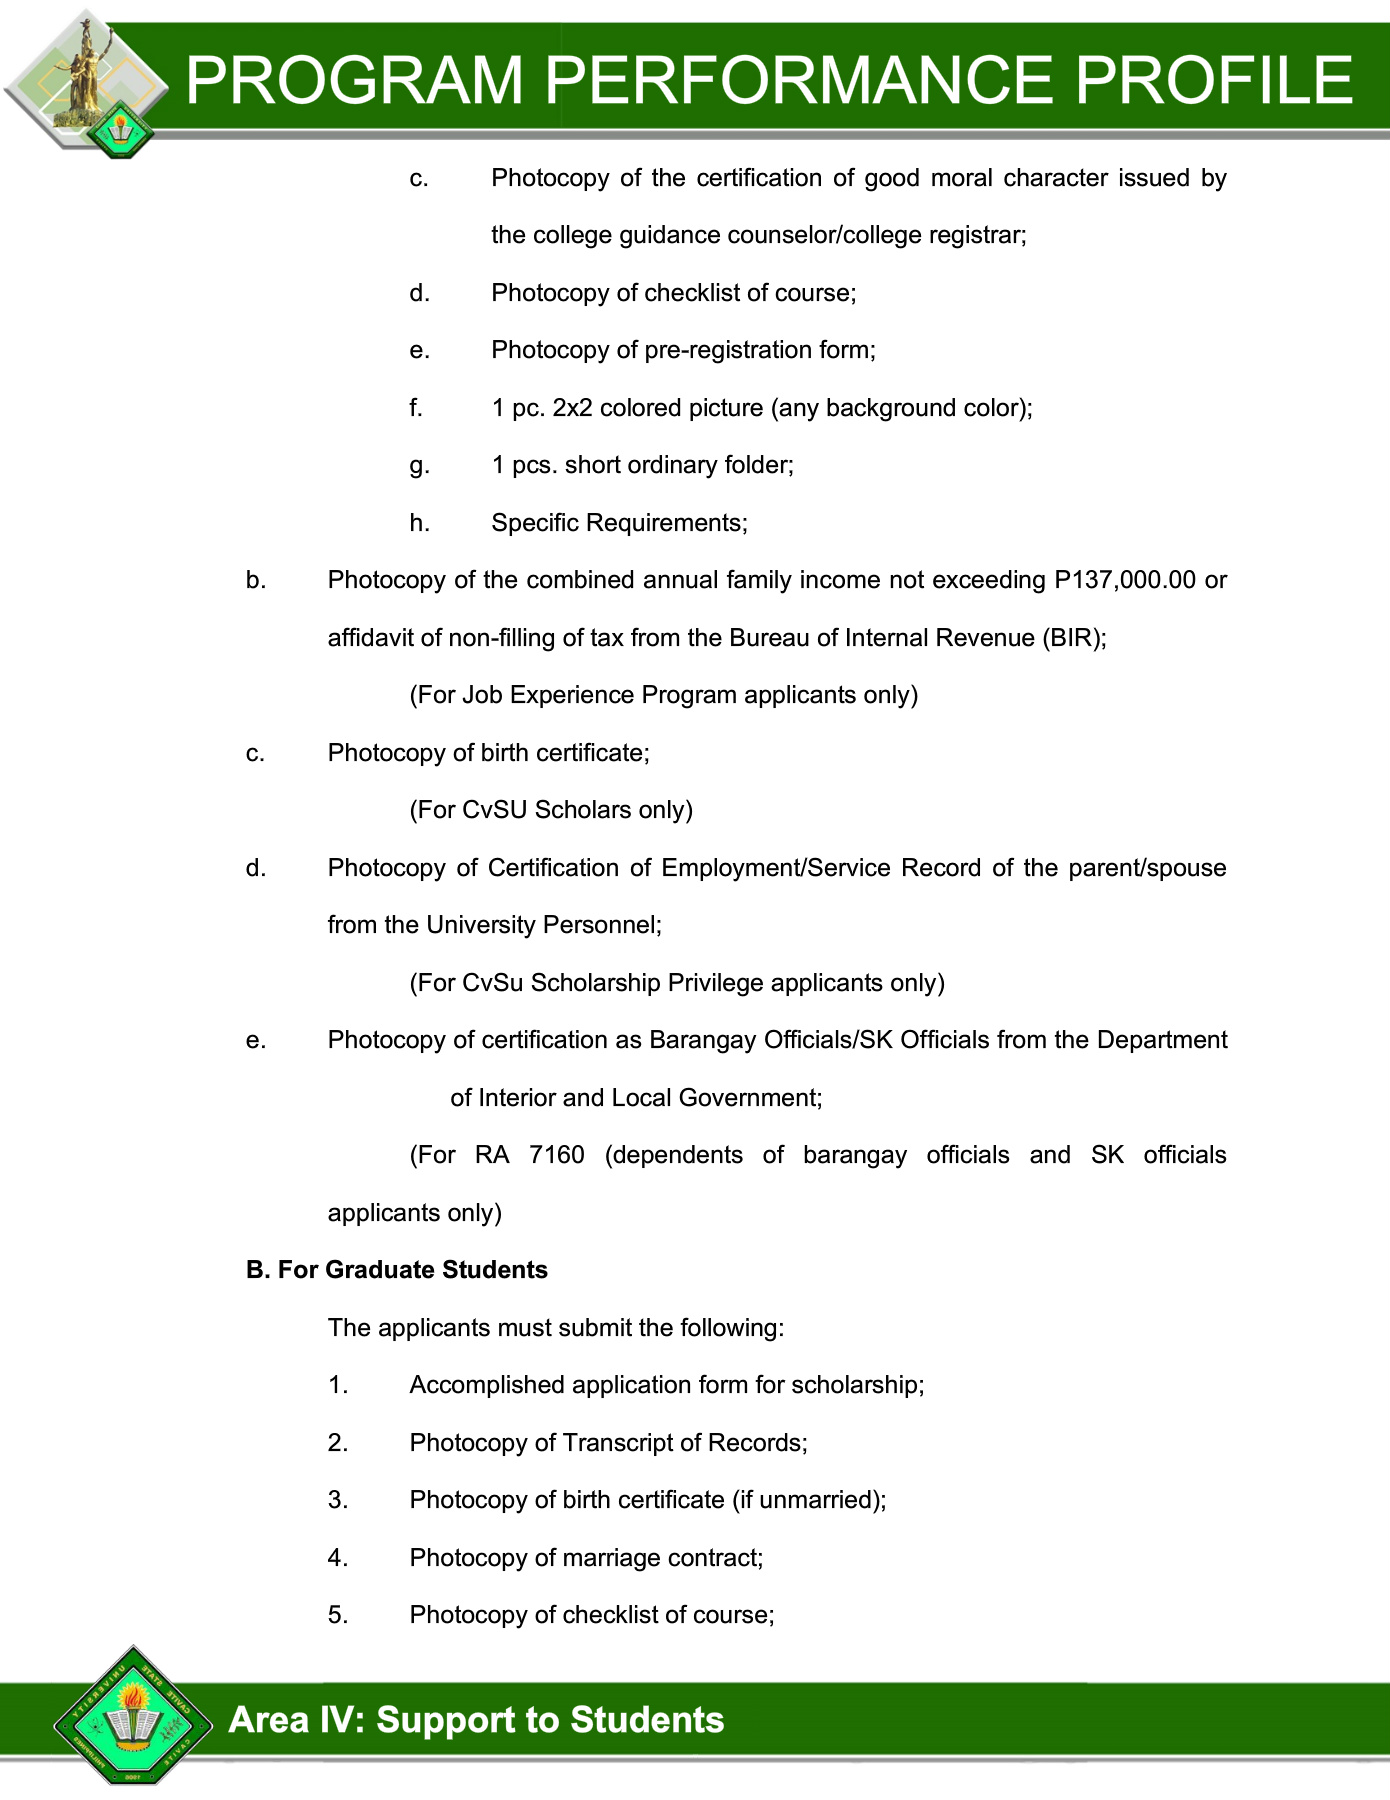 PROGRAM PERFORMANCE PROFILE
c. Photocopy of the certification of good moral character issued by
the college guidance counselor/college registrar;
d. Photocopy of checklist of course;
e. Photocopy of pre-registration form;
f. 1 pc. 2x2 colored picture (any background color);
g. 1 pcs. short ordinary folder;
h. Specific Requirements;
b. Photocopy of the combined annual family income not exceeding P137,000.00 or
affidavit of non-filling of tax from the Bureau of Internal Revenue (BIR);
(For Job Experience Program applicants only)
c. Photocopy of birth certificate;
(For CvSU Scholars only)
d. Photocopy of Certification of Employment/Service Record of the parent/spouse
from the University Personnel;
(For CvSu Scholarship Privilege applicants only)
e. Photocopy of certification as Barangay Officials/SK Officials from the Department
of Interior and Local Government;
(For RA 7160 (dependents of barangay officials and SK officials
applicants only)
B. For Graduate Students
The applicants must submit the following:
1. Accomplished application form for scholarship;
2. Photocopy of Transcript of Records;
3. Photocopy of birth certificate (if unmarried);
4. Photocopy of marriage contract;
5. Photocopy of checklist of course;
CAVITE STATE UNIVERSITY
CAVITE PHILIPPINES
Area IV: Support to Students